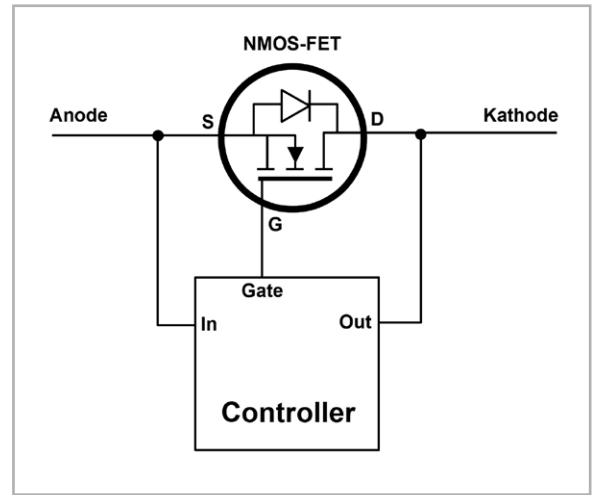 NMOS-FET
Anode
S
D
Kathode
G
Gate
In
Out
Controller